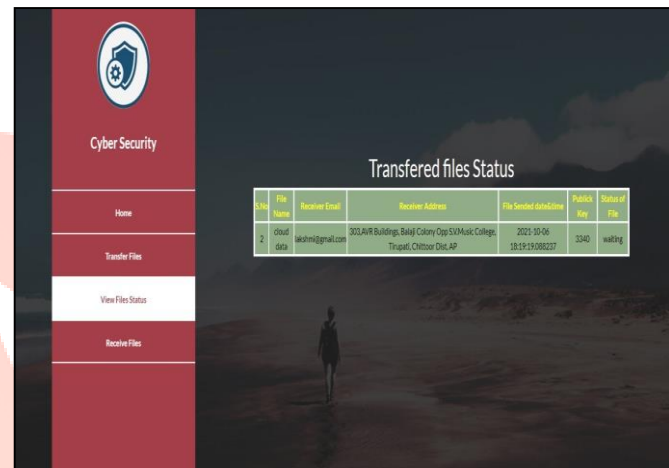 Cyber Security
Home
Transfer Files
View Files Status
Receive Files
Transfered files Status
S.No File Name Receiver Email Receiver Address File Sended date&time Publick Key Status of File
2 cloud data lakshmi@gmail.com 303,AVR Buildings, Balaji Colony Opp S.V.Music College, Tirupati, Chittoor Dist, AP 2021-10-06 18:19:19.088237 3340 waiting